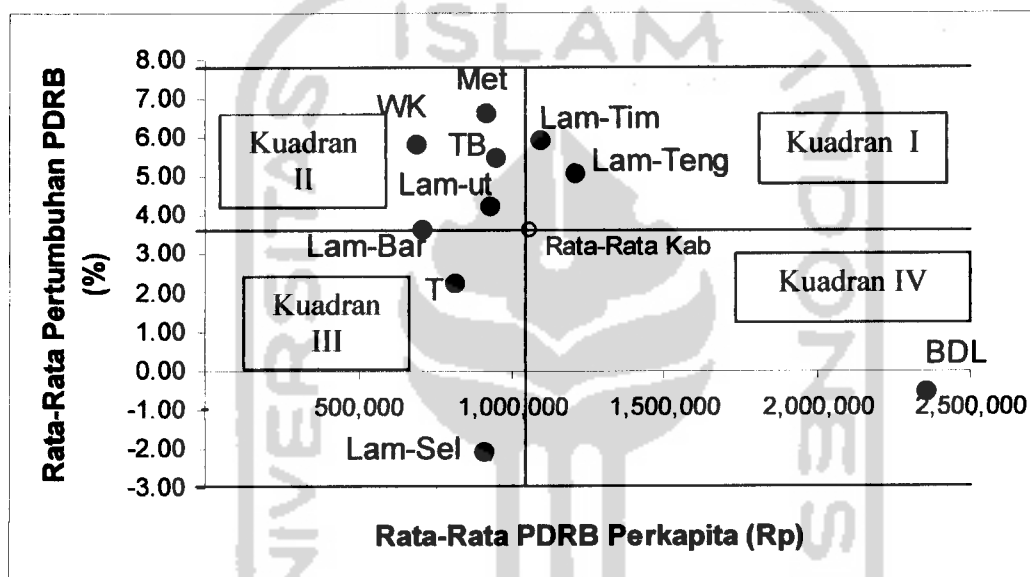 ISLAM
UNIVERSITAS
INDONES
Rata-Rata Pertumbuhan PDRB
(%)
8.00
7.00
6.00
5.00
4.00
3.00
2.00
1.00
0.00
-1.00
-2.00
-3.00
Met
WK
TB
Lam-ut
Lam-Bar
T
Lam-Sel
Lam-Tim
Lam-Teng
Rata-Rata Kab
BDL
Kuadran
II
Kuadran I
Kuadran
III
Kuadran IV
500,000
1,000,000
1,500,000
2,000,000
2,500,000
Rata-Rata PDRB Perkapita (Rp)